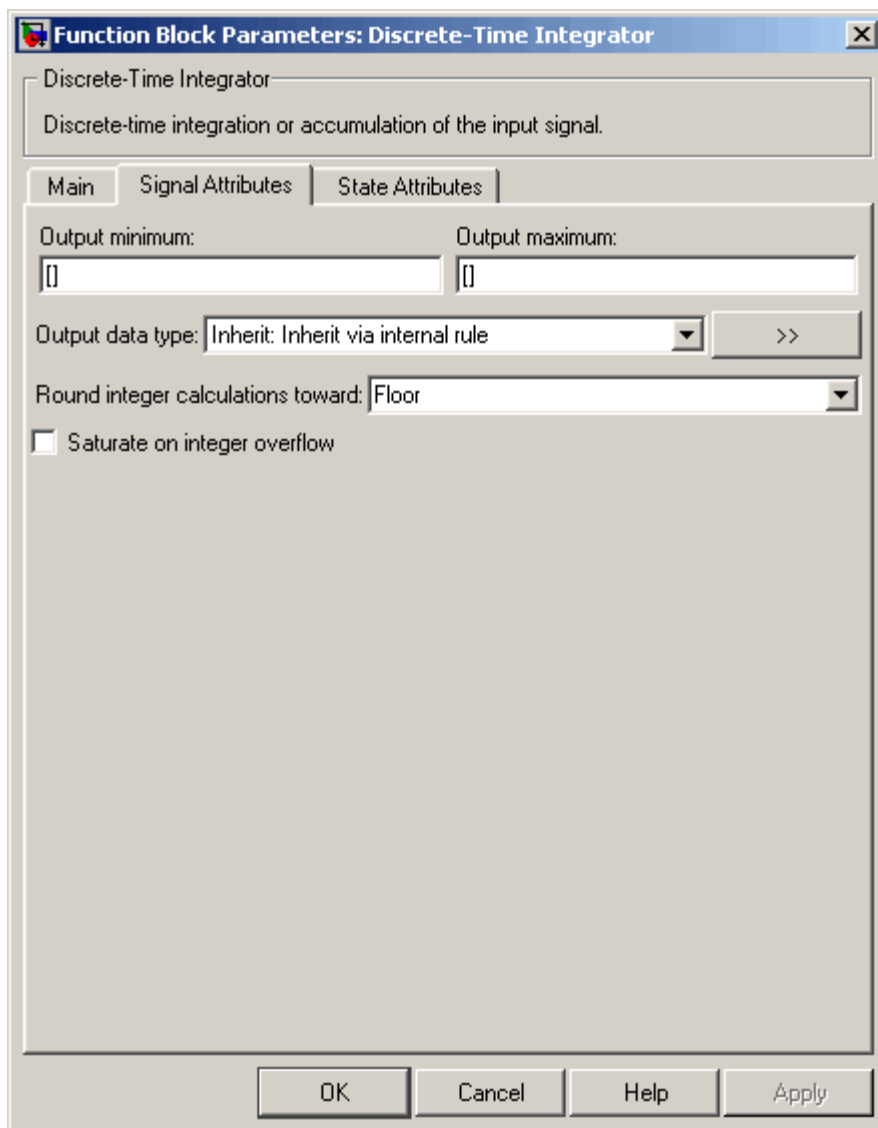 Function Block Parameters: Discrete-Time Integrator
Discrete-Time Integrator
Discrete-time integration or accumulation of the input signal.
Main Signal Attributes State Attributes
Output minimum: Output maximum:
[] []
Output data type: Inherit: Inherit via internal rule >>
Round integer calculations toward: Floor
Saturate on integer overflow
OK Cancel Help Apply